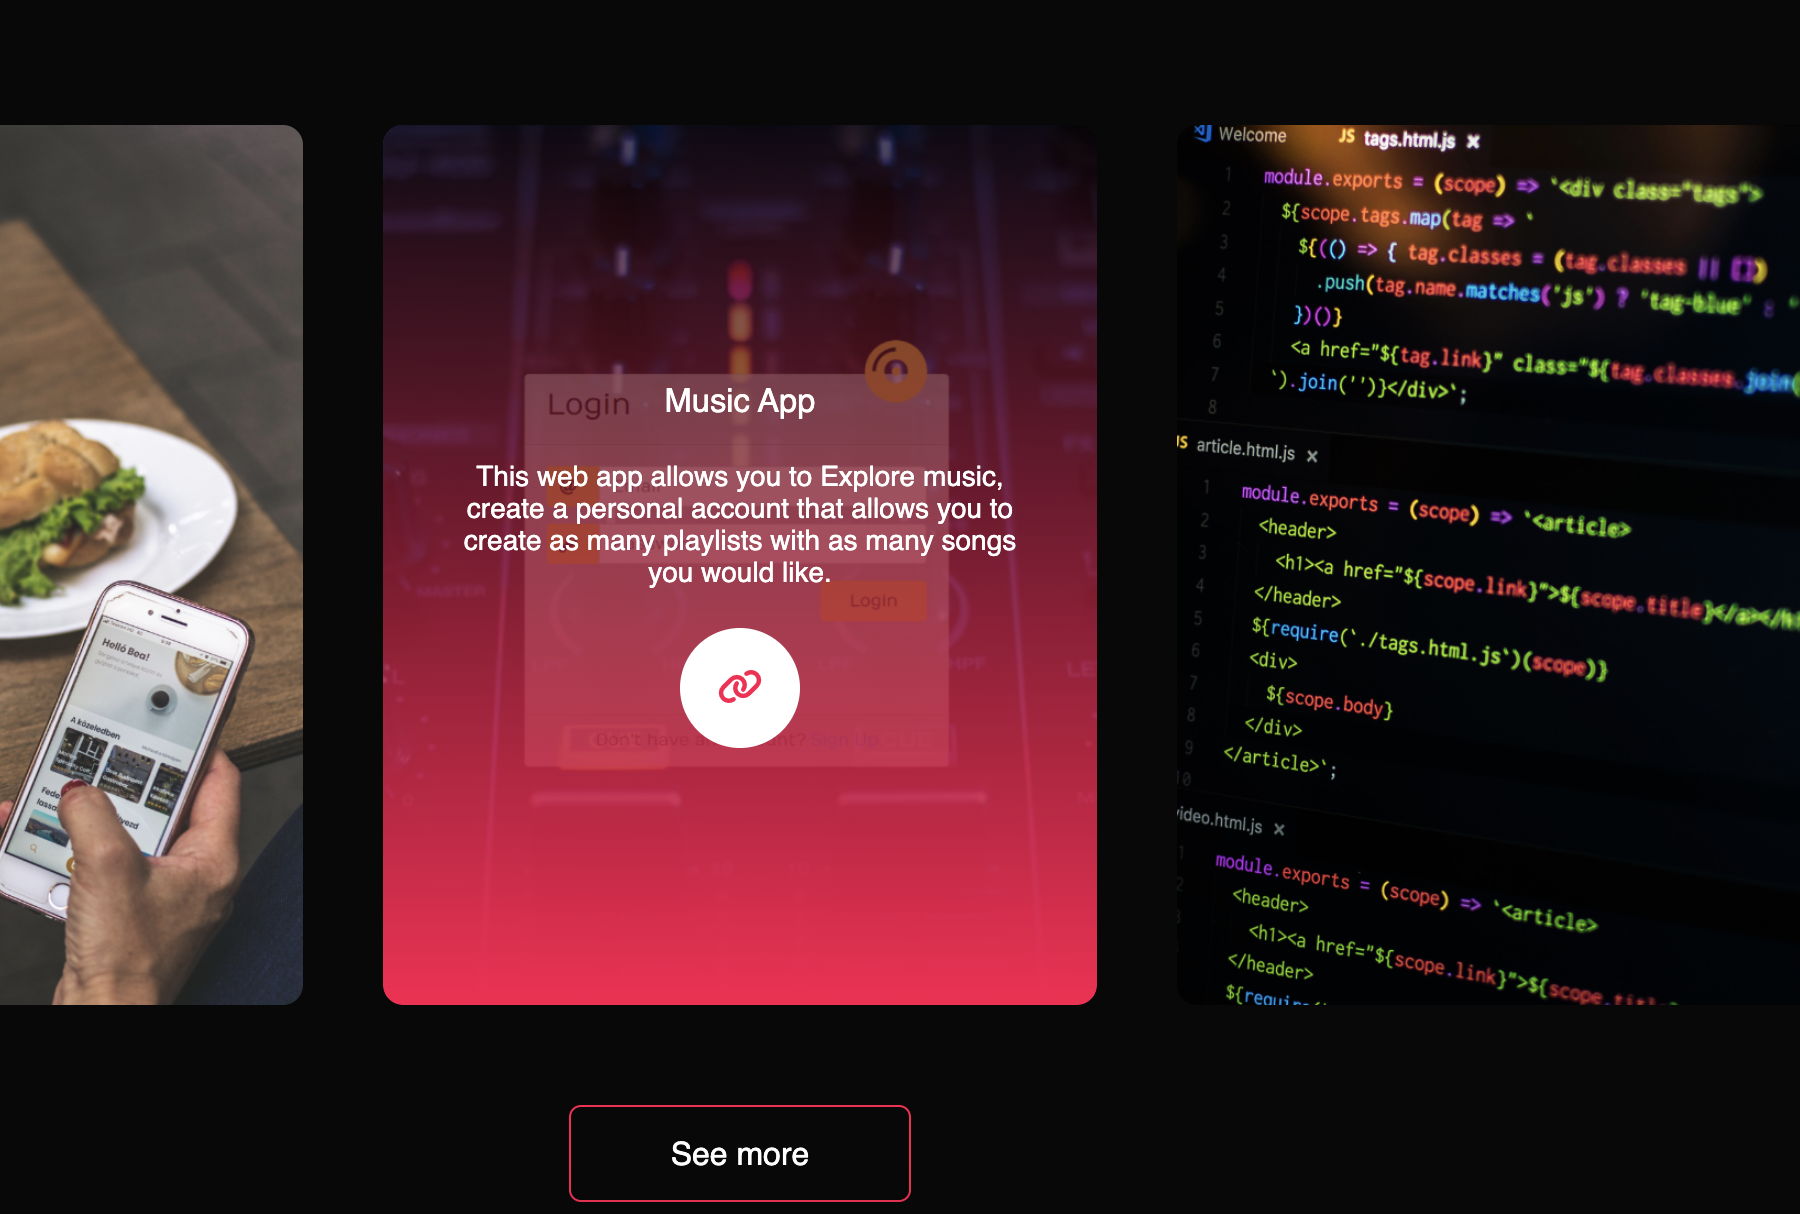 Helló Bea!
A közeledben
Login
Music App
This web app allows you to Explore music,
create a personal account that allows you to
create as many playlists with as many songs
you would like.
MASTER
Login
Don't have an
nt? Sign Up
Welcome
JS tags.html.js ×
1 module.exports = (scope) => `<div class="tags">
2 ${scope.tags.map(tag => `
3 ${(() => { tag.classes = (tag.classes || [])
4 .push(tag.name.matches('js') ? 'tag-blue' : '
5 })()}
6 <a href="${tag.link}" class="${tag.classes.join(
7 `).join('')}</div>`;
8
JS article.html.js ×
1 module.exports = (scope) => `<article>
2 <header>
3 <h1><a href="${scope.link}">${scope.title}</a></h1
4 </header>
5 ${require(`./tags.html.js`)(scope)}
6 <div>
7 ${scope.body}
8 </div>
9 </article>`;
10
video.html.js ×
1 module.exports = (scope) => `<article>
2 <header>
3 <h1><a href="${scope.link}">${scope.title
</header>
${require(`
See more